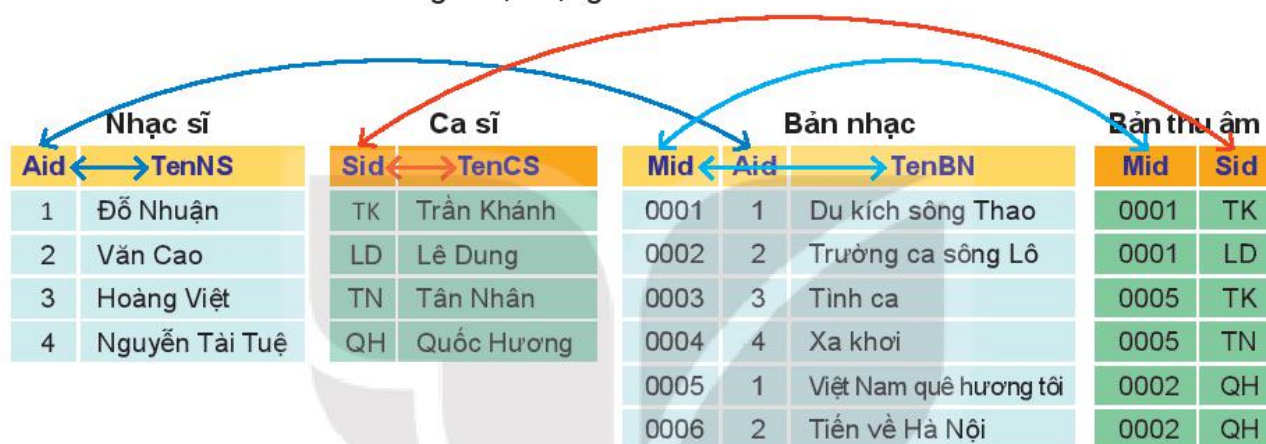 Nhạc sĩ Ca sĩ Bản nhạc Bản thu âm
Aid TenNS Sid TenCS Mid Aid TenBN Mid Sid
1 Đỗ Nhuận TK Trần Khánh 0001 1 Du kích sông Thao 0001 TK
2 Văn Cao LD Lê Dung 0002 2 Trường ca sông Lô 0001 LD
3 Hoàng Việt TN Tân Nhân 0003 3 Tình ca 0005 TK
4 Nguyễn Tài Tuệ QH Quốc Hương 0004 4 Xa khơi 0005 TN
0005 1 Việt Nam quê hương tôi 0002 QH
0006 2 Tiến về Hà Nội 0002 QH